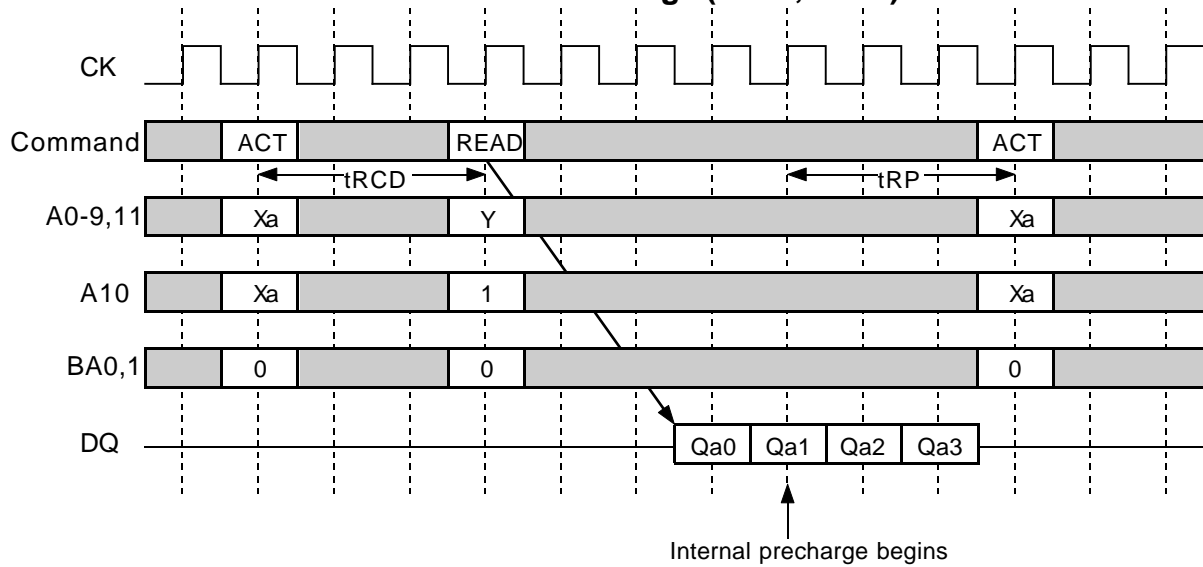 CK
Command ACT READ ACT
tRCD tRP
A0-9,11 Xa Y Xa
A10 Xa 1 Xa
BA0,1 0 0 0
DQ Qa0 Qa1 Qa2 Qa3
Internal precharge begins